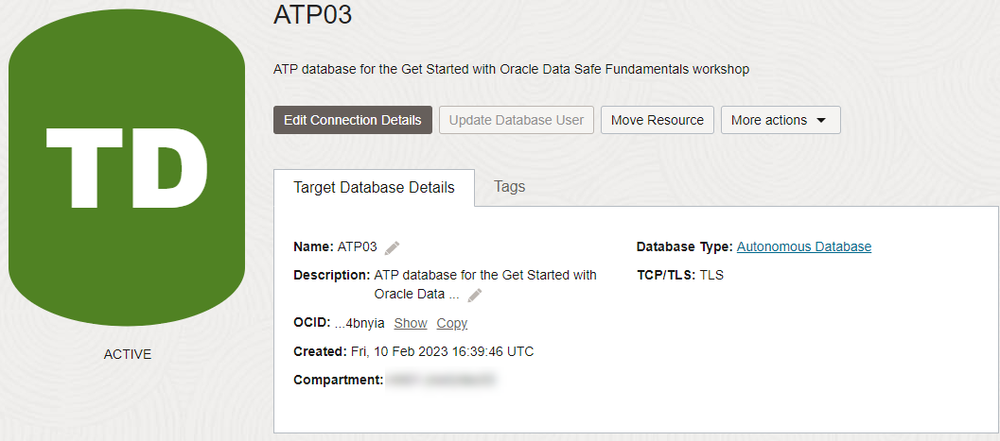 ATP03
ATP database for the Get Started with Oracle Data Safe Fundamentals workshop
Edit Connection Details Update Database User Move Resource More actions
TD
ACTIVE
Target Database Details Tags
Name: ATP03
Description: ATP database for the Get Started with
Oracle Data ...
OCID: ...4bnyia Show Copy
Created: Fri, 10 Feb 2023 16:39:46 UTC
Compartment:
Database Type: Autonomous Database
TCP/TLS: TLS